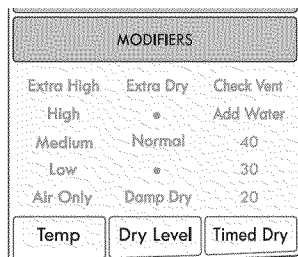 MODIFIERS
Extra High Extra Dry Check Vent
High • Add Water
Medium Normal 40
Low • 30
Air Only Damp Dry 20
Temp Dry Level Timed Dry